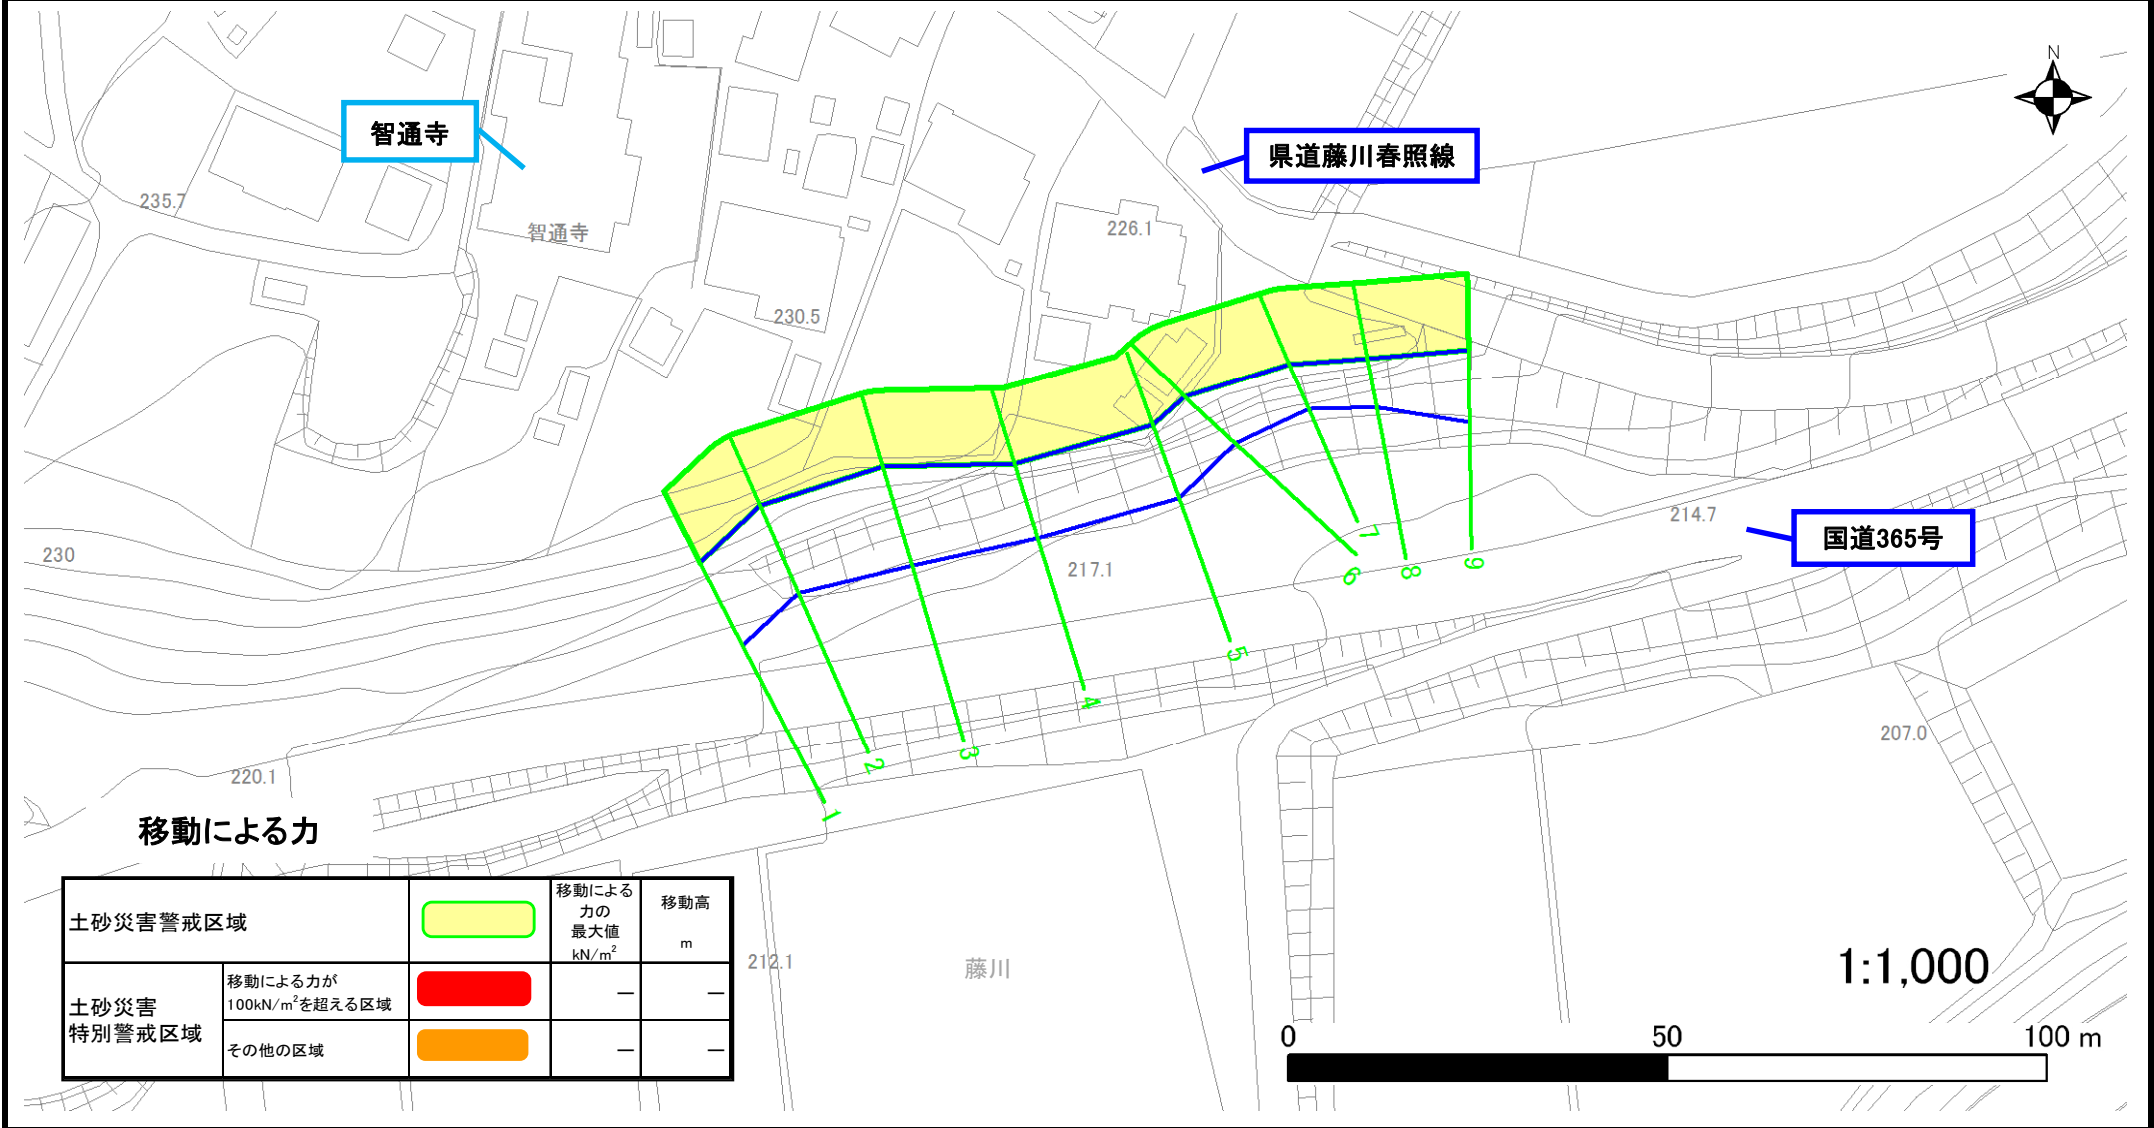 N
智通寺
県道藤川春照線
235.7
智通寺
226.1
230.5
230
214.7
国道365号
217.1
1
2
3
4
5
6
7
8
9
220.1
207.0
212.1
藤川
移動による力
土砂災害警戒区域
移動による
力の
最大値
kN/m²
移動高
m
土砂災害
特別警戒区域
移動による力が
100kN/m²を超える区域
— —
その他の区域
— —
1:1,000
0 50 100 m